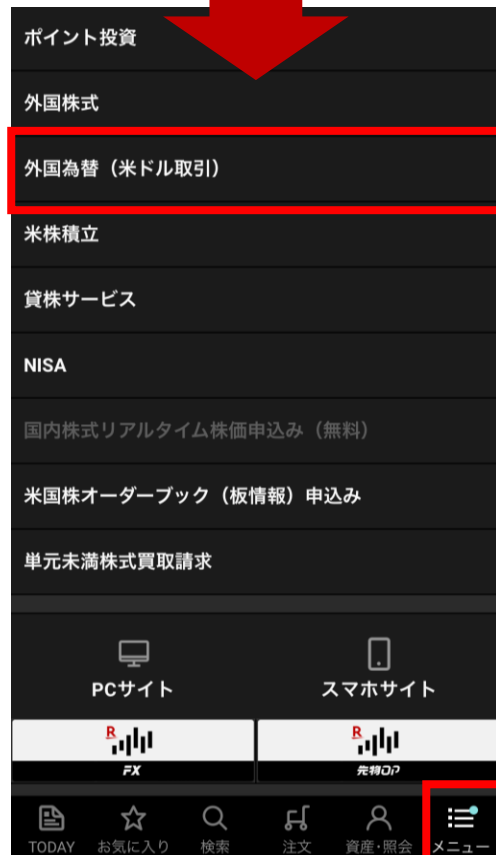 ポイント投資
外国株式
外国為替（米ドル取引）
米株積立
貸株サービス
NISA
国内株式リアルタイム株価申込み（無料）
米国株オーダーブック（板情報）申込み
単元未満株式買取請求
PCサイト スマホサイト
R R
FX 先物OP
TODAY お気に入り 検索 注文 資産・照会 メニュー